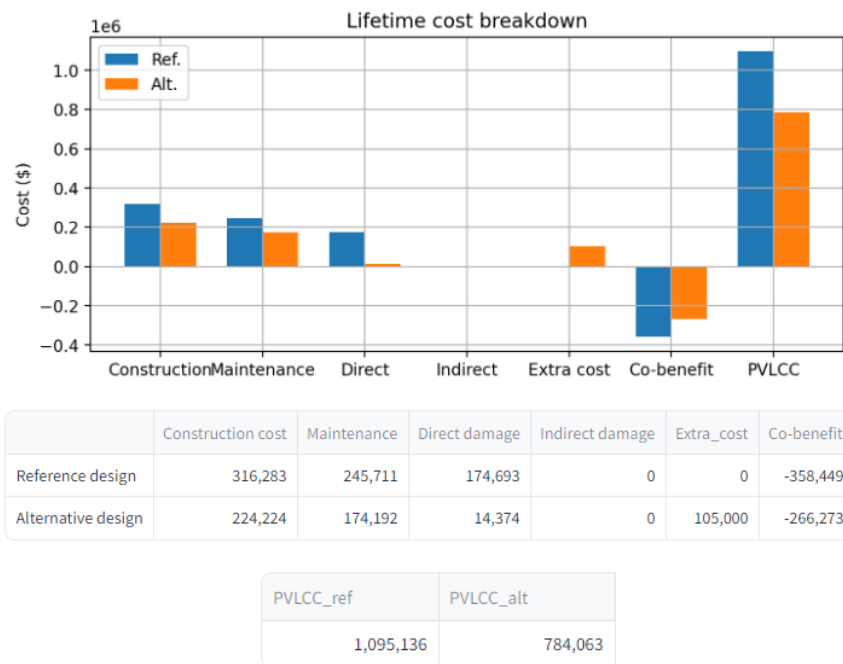 Lifetime cost breakdown
1e6
Ref.
Alt.
1.0
0.8
0.6
0.4
0.2
0.0
−0.2
−0.4
Cost ($)
Construction Maintenance Direct Indirect Extra cost Co-benefit PVLCC
Construction cost Maintenance Direct damage Indirect damage Extra_cost Co-benefit
Reference design 316,283 245,711 174,693 0 0 -358,449
Alternative design 224,224 174,192 14,374 0 105,000 -266,273
PVLCC_ref PVLCC_alt
1,095,136 784,063